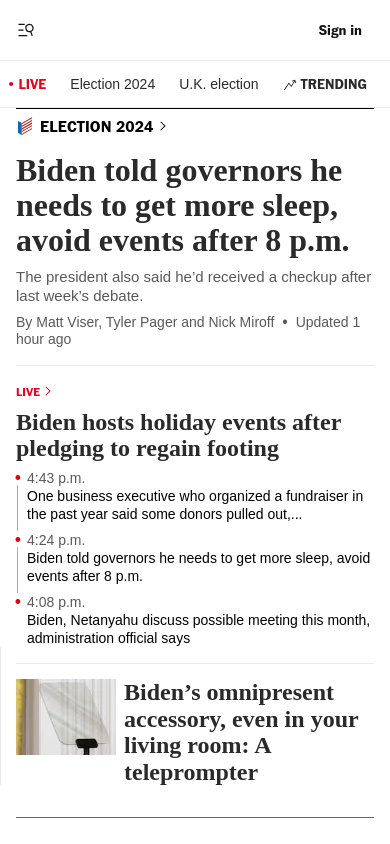 Sign in
LIVE
Election 2024
U.K. election
TRENDING
ELECTION 2024
Biden told governors he
needs to get more sleep,
avoid events after 8 p.m.
The president also said he’d received a checkup after
last week’s debate.
By Matt Viser, Tyler Pager and Nick Miroff • Updated 1
hour ago
LIVE
Biden hosts holiday events after
pledging to regain footing
4:43 p.m.
One business executive who organized a fundraiser in
the past year said some donors pulled out,...
4:24 p.m.
Biden told governors he needs to get more sleep, avoid
events after 8 p.m.
4:08 p.m.
Biden, Netanyahu discuss possible meeting this month,
administration official says
Biden’s omnipresent
accessory, even in your
living room: A
teleprompter